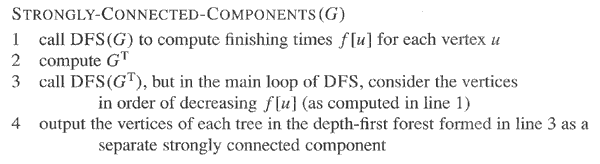 STRONGLY-CONNECTED-COMPONENTS(G)
1 call DFS(G) to compute finishing times f[u] for each vertex u
2 compute Gᵀ
3 call DFS(Gᵀ), but in the main loop of DFS, consider the vertices
in order of decreasing f[u] (as computed in line 1)
4 output the vertices of each tree in the depth-first forest formed in line 3 as a
separate strongly connected component